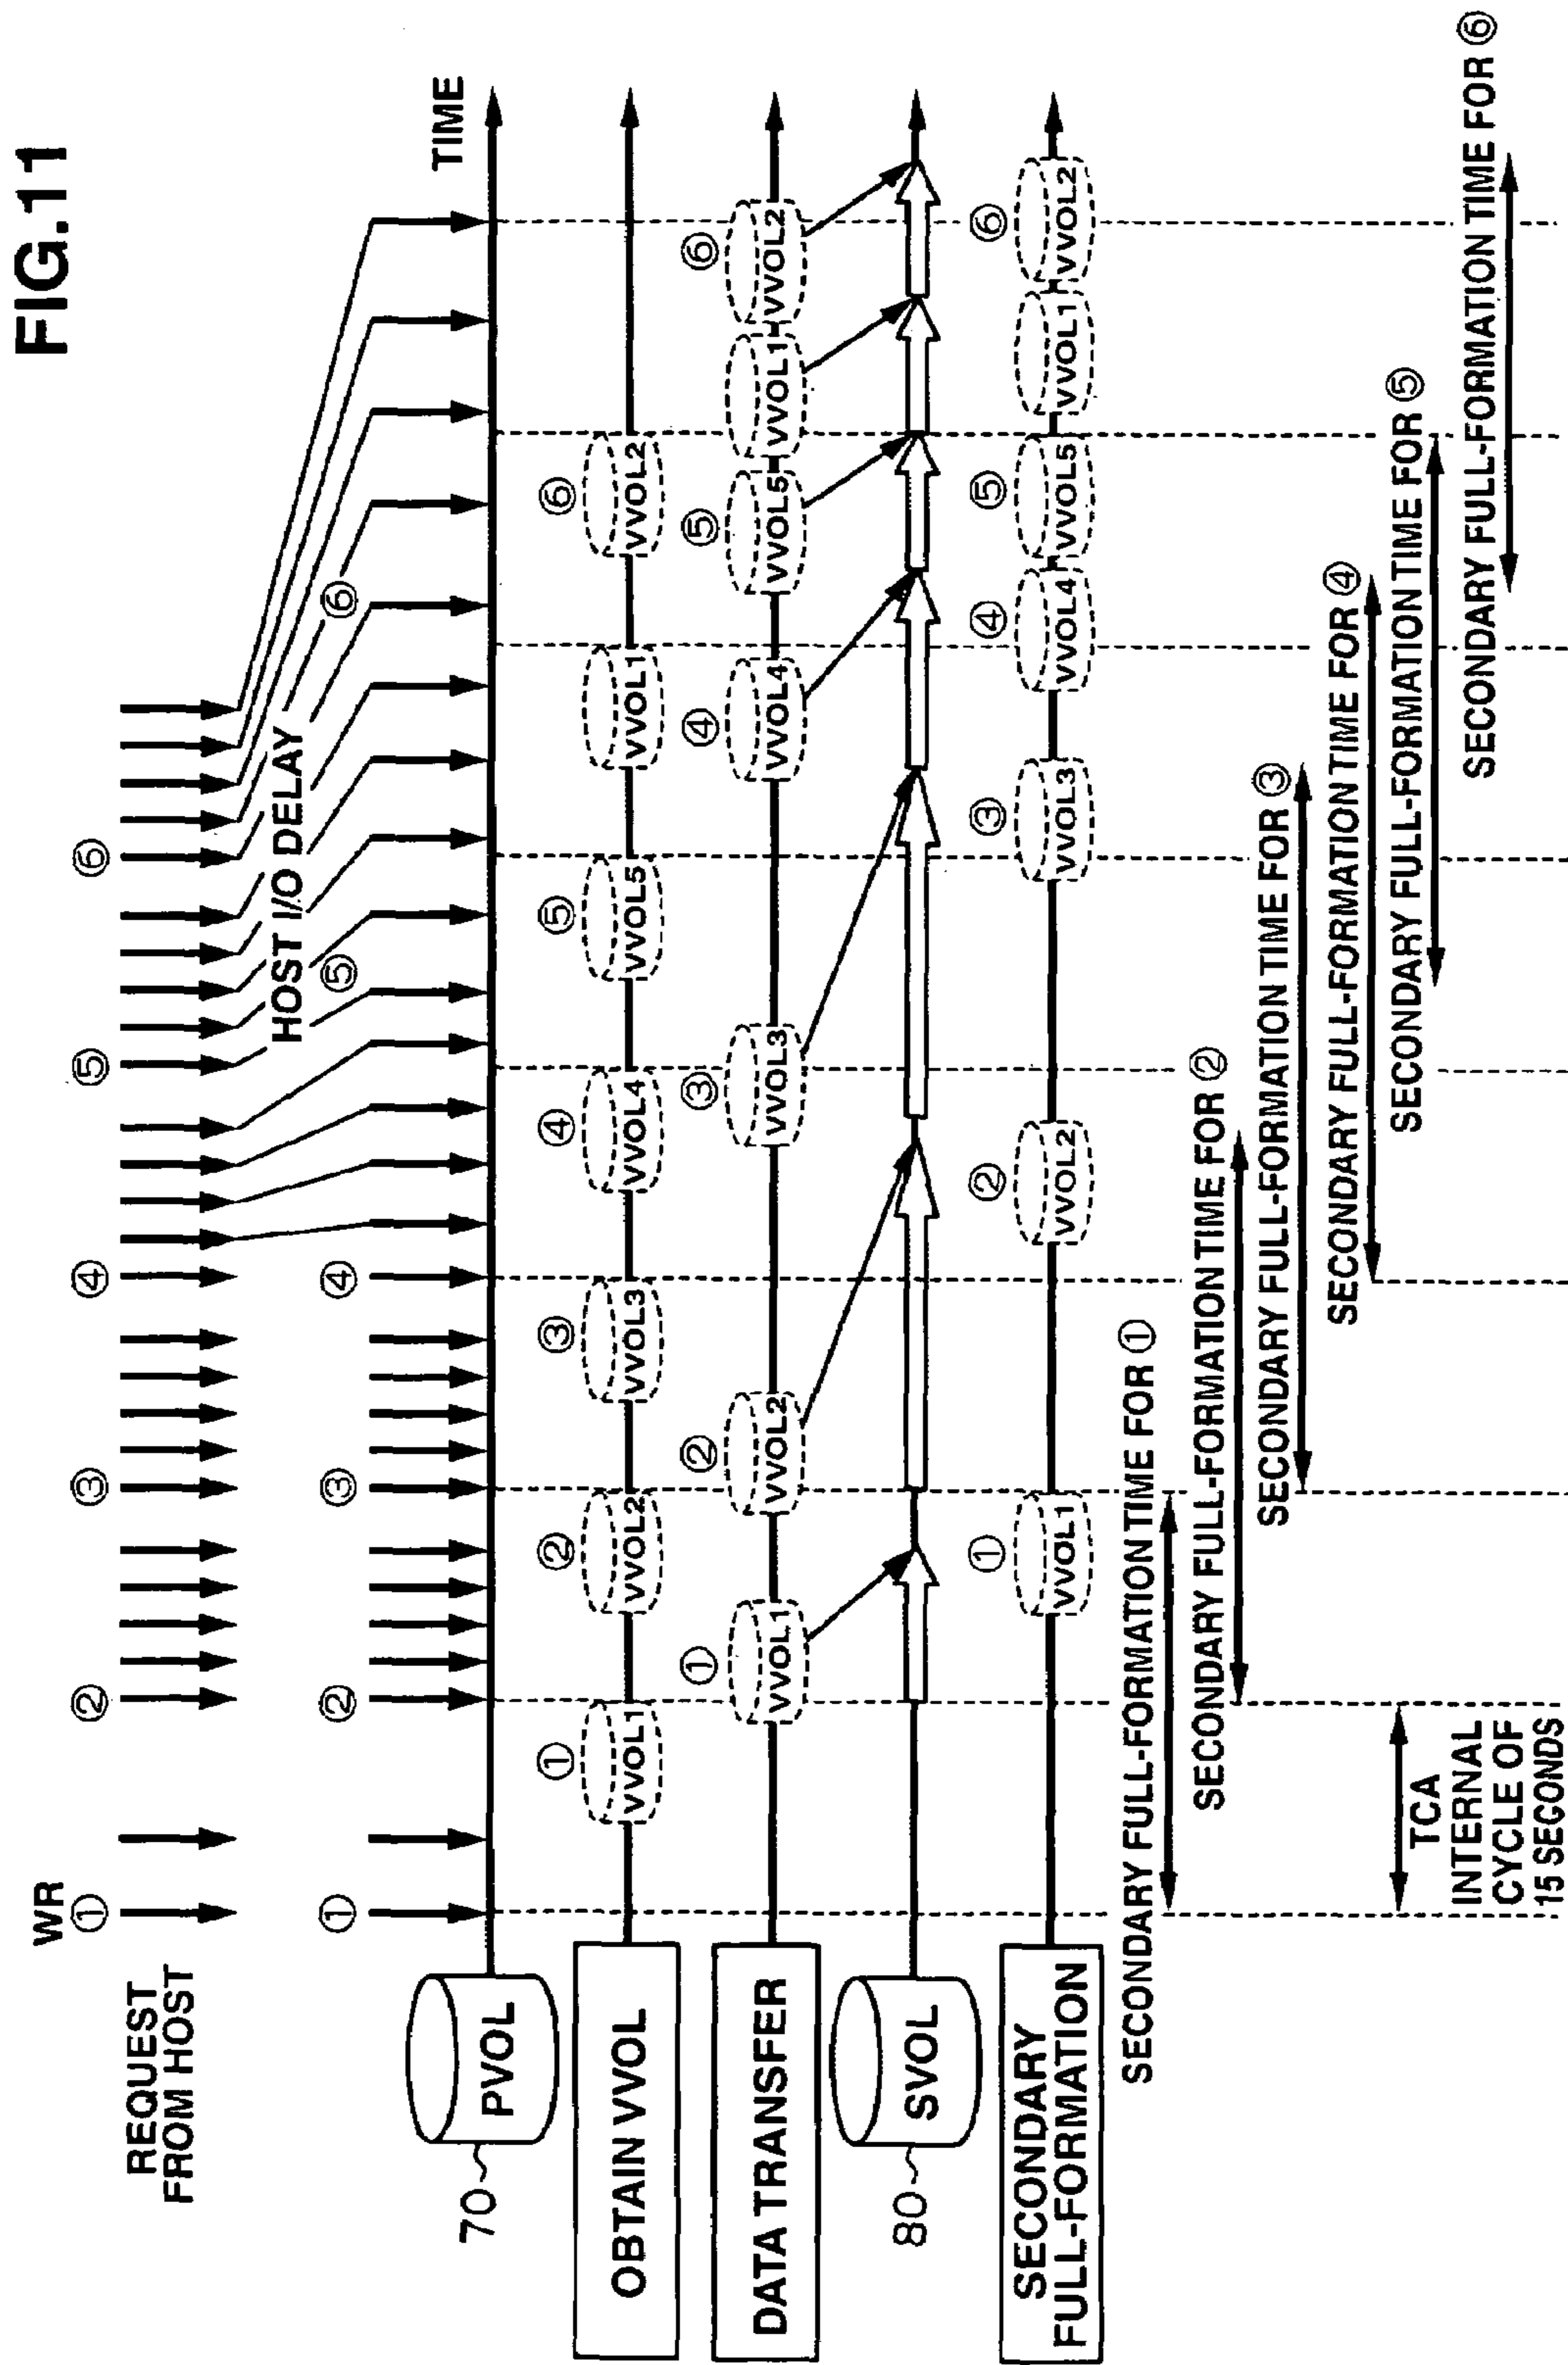 FIG.11
REQUEST
FROM HOST
WR
① ② ③ ④ ⑤ ⑥
HOST I/O DELAY
① ② ③ ④ ⑤ ⑥
TIME
70
PVOL
OBTAIN VVOL
① ② ③ ④ ⑤ ⑥
VVOL1 VVOL2 VVOL3 VVOL4 VVOL5 VVOL1 VVOL2
DATA TRANSFER
① ② ③ ④ ⑤ ⑥
VVOL1 VVOL2 VVOL3 VVOL4 VVOL5 VVOL1 VVOL2
80
SVOL
SECONDARY
FULL-FORMATION
① ② ③ ④ ⑤ ⑥
VVOL1 VVOL2 VVOL3 VVOL4 VVOL5 VVOL1 VVOL2
SECONDARY FULL-FORMATION TIME FOR ①
SECONDARY FULL-FORMATION TIME FOR ②
SECONDARY FULL-FORMATION TIME FOR ③
SECONDARY FULL-FORMATION TIME FOR ④
SECONDARY FULL-FORMATION TIME FOR ⑤
SECONDARY FULL-FORMATION TIME FOR ⑥
TCA
INTERNAL
CYCLE OF
15 SECONDS